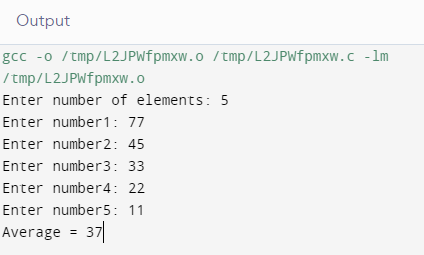 Output
gcc -o /tmp/L2JPWfpmxw.o /tmp/L2JPWfpmxw.c -lm
/tmp/L2JPWfpmxw.o
Enter number of elements: 5
Enter number1: 77
Enter number2: 45
Enter number3: 33
Enter number4: 22
Enter number5: 11
Average = 37